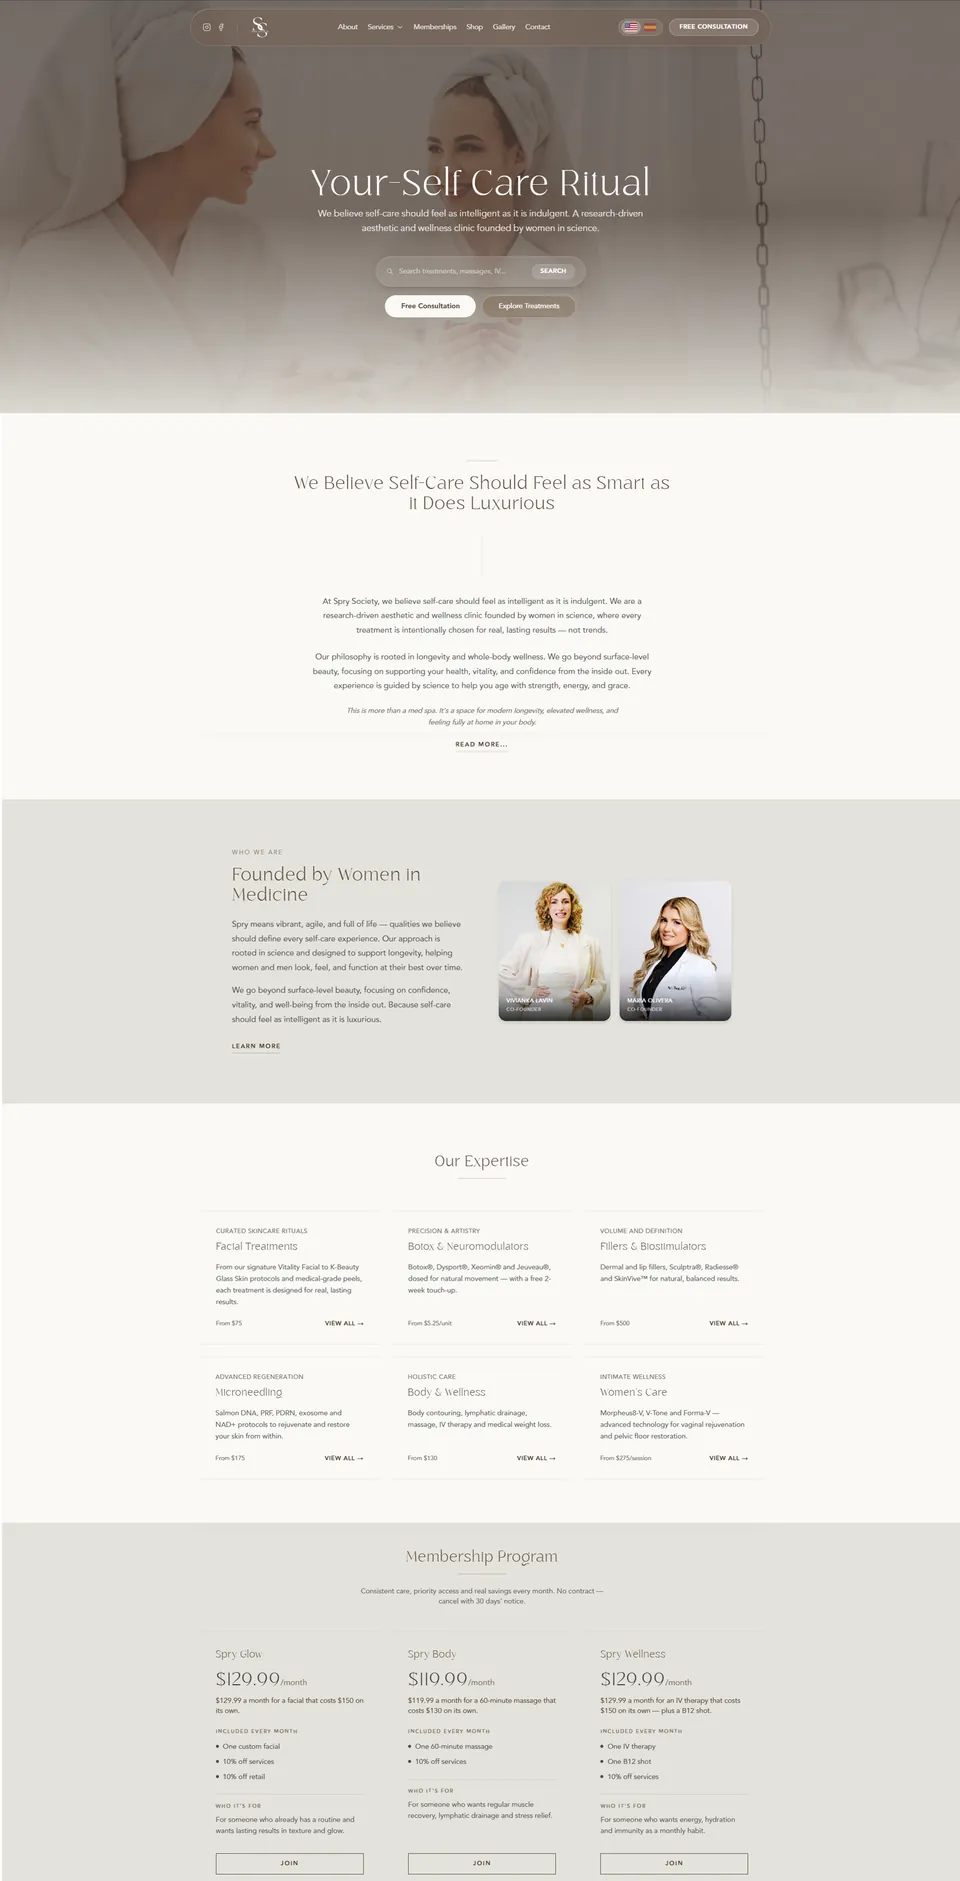 About Services Memberships Shop Gallery Contact
FREE CONSULTATION
Your-Self Care Ritual
We believe self-care should feel as intelligent as it is indulgent. A research-driven
aesthetic and wellness clinic founded by women in science.
Search treatments, massages, IV...
SEARCH
Free Consultation
Explore Treatments
We Believe Self-Care Should Feel as Smart as
it Does Luxurious
At Spry Society, we believe self-care should feel as intelligent as it is indulgent. We are a
research-driven aesthetic and wellness clinic founded by women in science, where every
treatment is intentionally chosen for real, lasting results — not trends.
Our philosophy is rooted in longevity and whole-body wellness. We go beyond surface-level
beauty, focusing on supporting your health, vitality, and confidence from the inside out. Every
experience is guided by science to help you age with strength, energy, and grace.
This is more than a med spa. It's a space for modern longevity, elevated wellness, and
feeling fully at home in your body.
READ MORE...
WHO WE ARE
Founded by Women in
Medicine
Spry means vibrant, agile, and full of life — qualities we believe
should define every self-care experience. Our approach is
rooted in science and designed to support longevity, helping
women and men look, feel, and function at their best over time.
We go beyond surface-level beauty, focusing on confidence,
vitality, and well-being from the inside out. Because self-care
should feel as intelligent as it is luxurious.
LEARN MORE
VIVIANKA LAVIN
CO-FOUNDER
MARIA OLIVERA
CO-FOUNDER
Our Expertise
CURATED SKINCARE RITUALS
Facial Treatments
From our signature Vitality Facial to K-Beauty
Glass Skin protocols and medical-grade peels,
each treatment is designed for real, lasting
results.
From $75
VIEW ALL →
PRECISION & ARTISTRY
Botox & Neuromodulators
Botox®, Dysport®, Xeomin® and Jeuveau®,
dosed for natural movement — with a free 2-
week touch-up.
From $5.25/unit
VIEW ALL →
VOLUME AND DEFINITION
Fillers & Biostimulators
Dermal and lip fillers, Sculptra®, Radiesse®
and SkinVive™ for natural, balanced results.
From $500
VIEW ALL →
ADVANCED REGENERATION
Microneedling
Salmon DNA, PRF, PDRN, exosome and
NAD+ protocols to rejuvenate and restore
your skin from within.
From $175
VIEW ALL →
HOLISTIC CARE
Body & Wellness
Body contouring, lymphatic drainage,
massage, IV therapy and medical weight loss.
From $130
VIEW ALL →
INTIMATE WELLNESS
Women's Care
Morpheus8-V, V-Tone and Forma-V —
advanced technology for vaginal rejuvenation
and pelvic floor restoration.
From $275/session
VIEW ALL →
Membership Program
Consistent care, priority access and real savings every month. No contract —
cancel with 30 days' notice.
Spry Glow
$129.99/month
$129.99 a month for a facial that costs $150 on
its own.
INCLUDED EVERY MONTH
• One custom facial
• 10% off services
• 10% off retail
WHO IT'S FOR
For someone who already has a routine and
wants lasting results in texture and glow.
JOIN
Spry Body
$119.99/month
$119.99 a month for a 60-minute massage that
costs $130 on its own.
INCLUDED EVERY MONTH
• One 60-minute massage
• 10% off services
WHO IT'S FOR
For someone who wants regular muscle
recovery, lymphatic drainage and stress relief.
JOIN
Spry Wellness
$129.99/month
$129.99 a month for an IV therapy that costs
$150 on its own — plus a B12 shot.
INCLUDED EVERY MONTH
• One IV therapy
• One B12 shot
• 10% off services
WHO IT'S FOR
For someone who wants energy, hydration
and immunity as a monthly habit.
JOIN